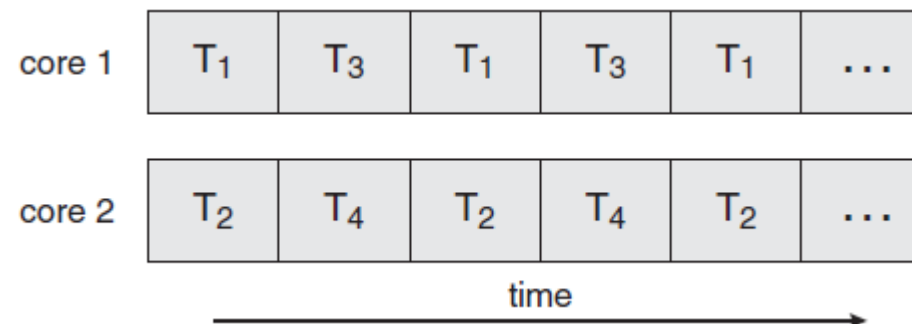 core 1 T₁ T₃ T₁ T₃ T₁ ...
core 2 T₂ T₄ T₂ T₄ T₂ ...
time